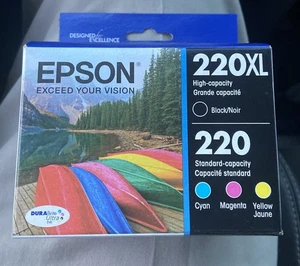 DESIGNED FOR
EXCELLENCE
EPSON®
EXCEED YOUR VISION
220XL
High-capacity
Grande capacité
Black/Noir
220
Standard-capacity
Capacité standard
Cyan
Magenta
Yellow
Jaune
DURABrite
Ultra